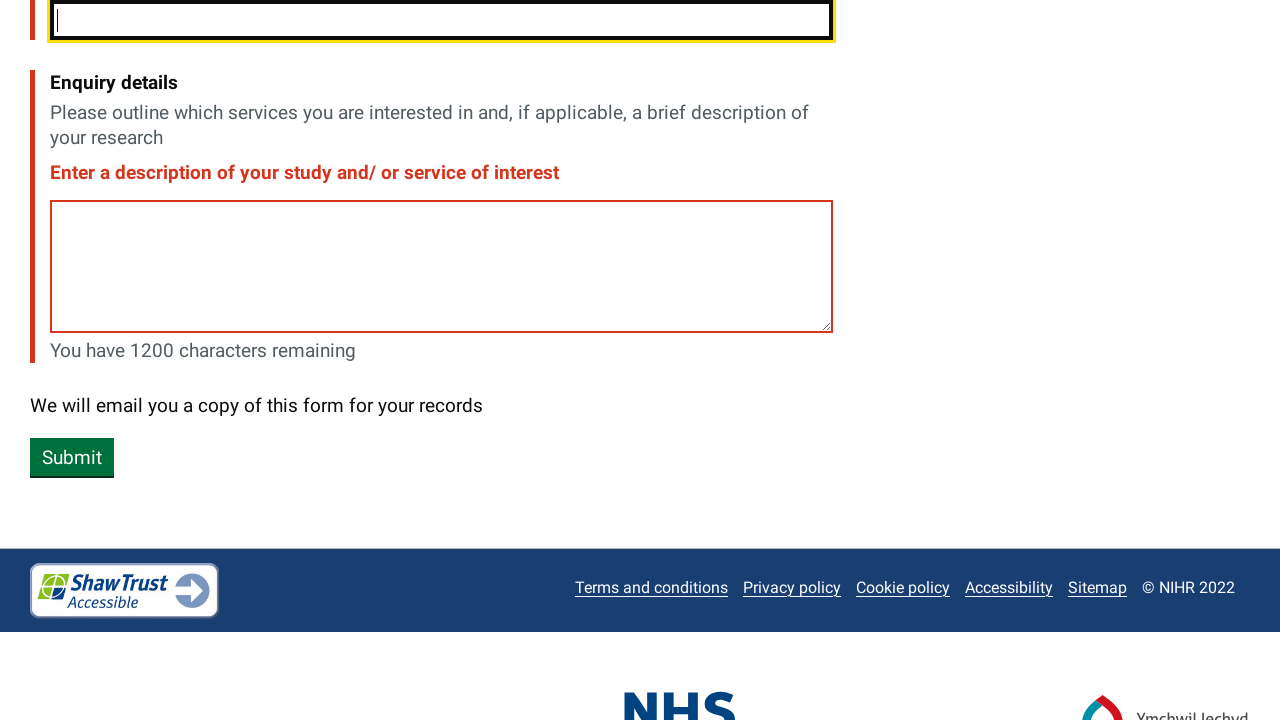 Enquiry details
Please outline which services you are interested in and, if applicable, a brief description of
your research
Enter a description of your study and/ or service of interest
You have 1200 characters remaining
We will email you a copy of this form for your records
Submit
ShawTrust
Accessible
Terms and conditions Privacy policy Cookie policy Accessibility Sitemap © NIHR 2022
NHS
Ymchwil Iechyd